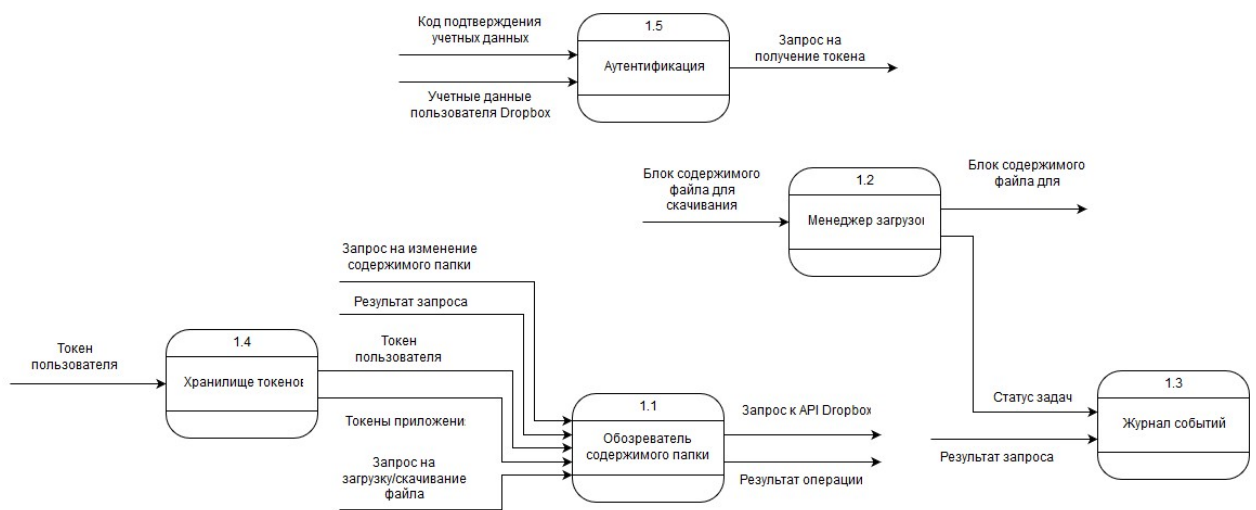 Код подтверждения
учетных данных
1.5
Аутентификация
Запрос на
получение токена
Учетные данные
пользователя Dropbox
Блок содержимого
файла для
скачивания
1.2
Менеджер загрузо
Блок содержимого
файла для
Запрос на изменение
содержимого папки
Результат запроса
Токен
пользователя
1.4
Хранилище токенов
Токен
пользователя
Токены приложени
Запрос на
загрузку/скачивание
файла
1.1
Обозреватель
содержимого папки
Запрос к API Dropbox
Результат операции
Статус задач
Результат запроса
1.3
Журнал событий